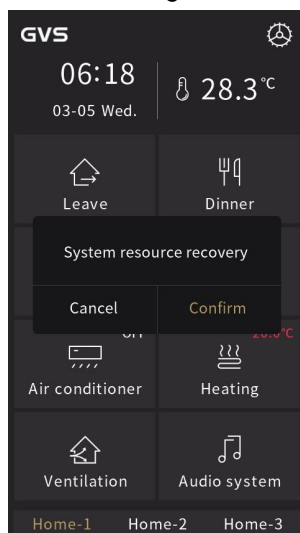 GVS
06:18
03-05 Wed.
28.3°C
Leave
Dinner
System resource recovery
Cancel
Confirm
Air conditioner
Heating
Ventilation
Audio system
Home-1
Home-2
Home-3